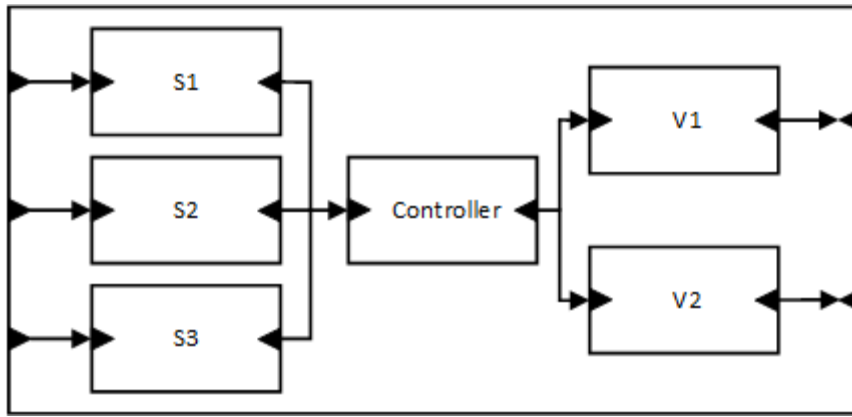 S1
S2
S3
Controller
V1
V2